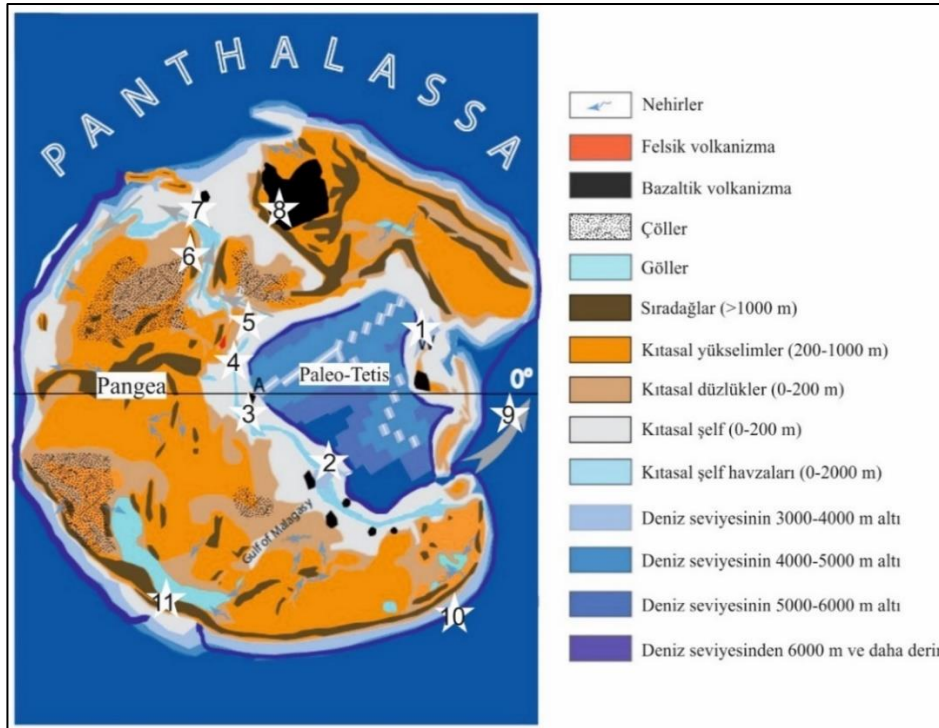 PANTHALASSA
8
7
6
5
1
4
Pangea
A
Paleo-Tetis
0°
3
9
2
Gulf of Malagasy
11
10
Nehirler
Felsik volkanizma
Bazaltik volkanizma
Çöller
Göller
Sıradağlar (>1000 m)
Kıtasal yükselimler (200-1000 m)
Kıtasal düzlükler (0-200 m)
Kıtasal şelf (0-200 m)
Kıtasal şelf havzaları (0-2000 m)
Deniz seviyesinin 3000-4000 m altı
Deniz seviyesinin 4000-5000 m altı
Deniz seviyesinin 5000-6000 m altı
Deniz seviyesinden 6000 m ve daha derin